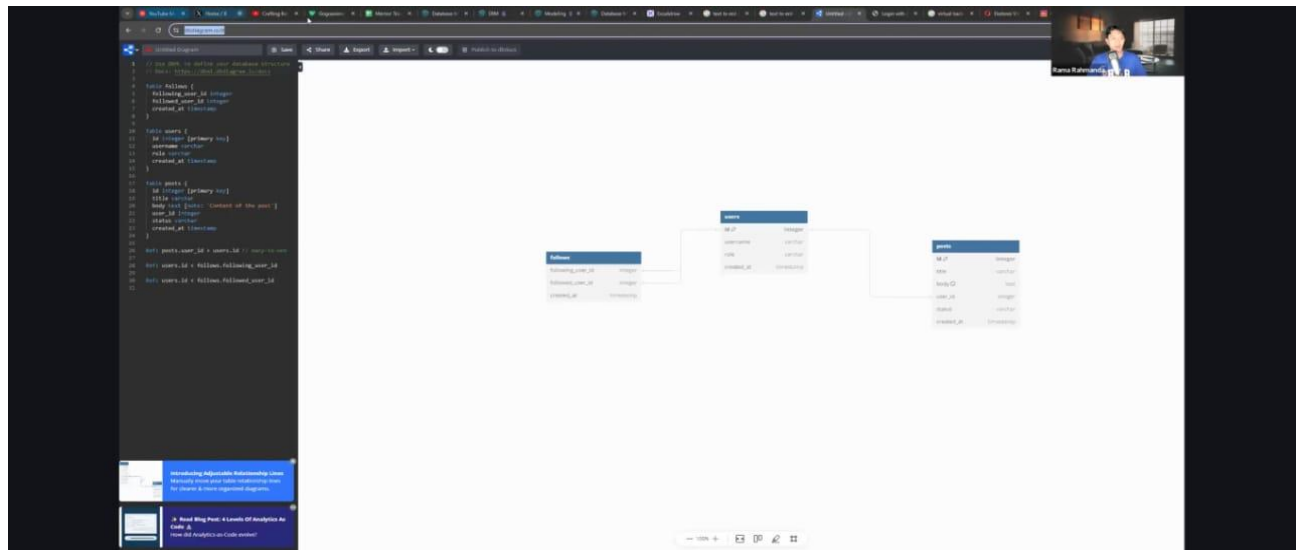 Untitled Diagram
Save
Share
Export
Import
Publish to dbdocs
// Use DBML to define your database structure
// Docs: https://dbml.dbdiagram.io/docs
Table follows {
following_user_id integer
followed_user_id integer
created_at timestamp
}
Table users {
id integer [primary key]
username varchar
role varchar
created_at timestamp
}
Table posts {
id integer [primary key]
title varchar
body text [note: 'Content of the post']
user_id integer
status varchar
created_at timestamp
}
Ref: posts.user_id > users.id // many-to-one
Ref: users.id < follows.following_user_id
Ref: users.id < follows.followed_user_id
Introducing Adjustable Relationship Lines
Manually move your table relationship lines
for clearer & more organized diagrams.
Read Blog Post: 4 Levels Of Analytics As
Code
How did Analytics-as-Code evolve?
follows
following_user_id integer
followed_user_id integer
created_at timestamp
users
id integer
username varchar
role varchar
created_at timestamp
posts
id integer
title varchar
body text
user_id integer
status varchar
created_at timestamp
100%
Rama Rahmanda